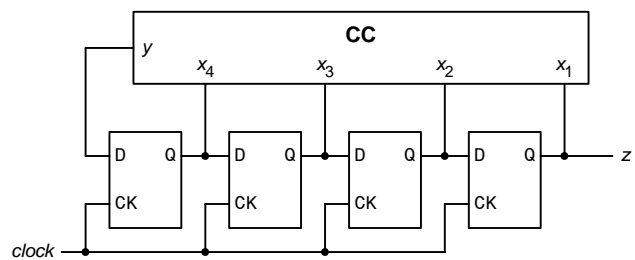 CC
y
x4 x3 x2 x1
D Q D Q D Q D Q z
CK CK CK CK
clock